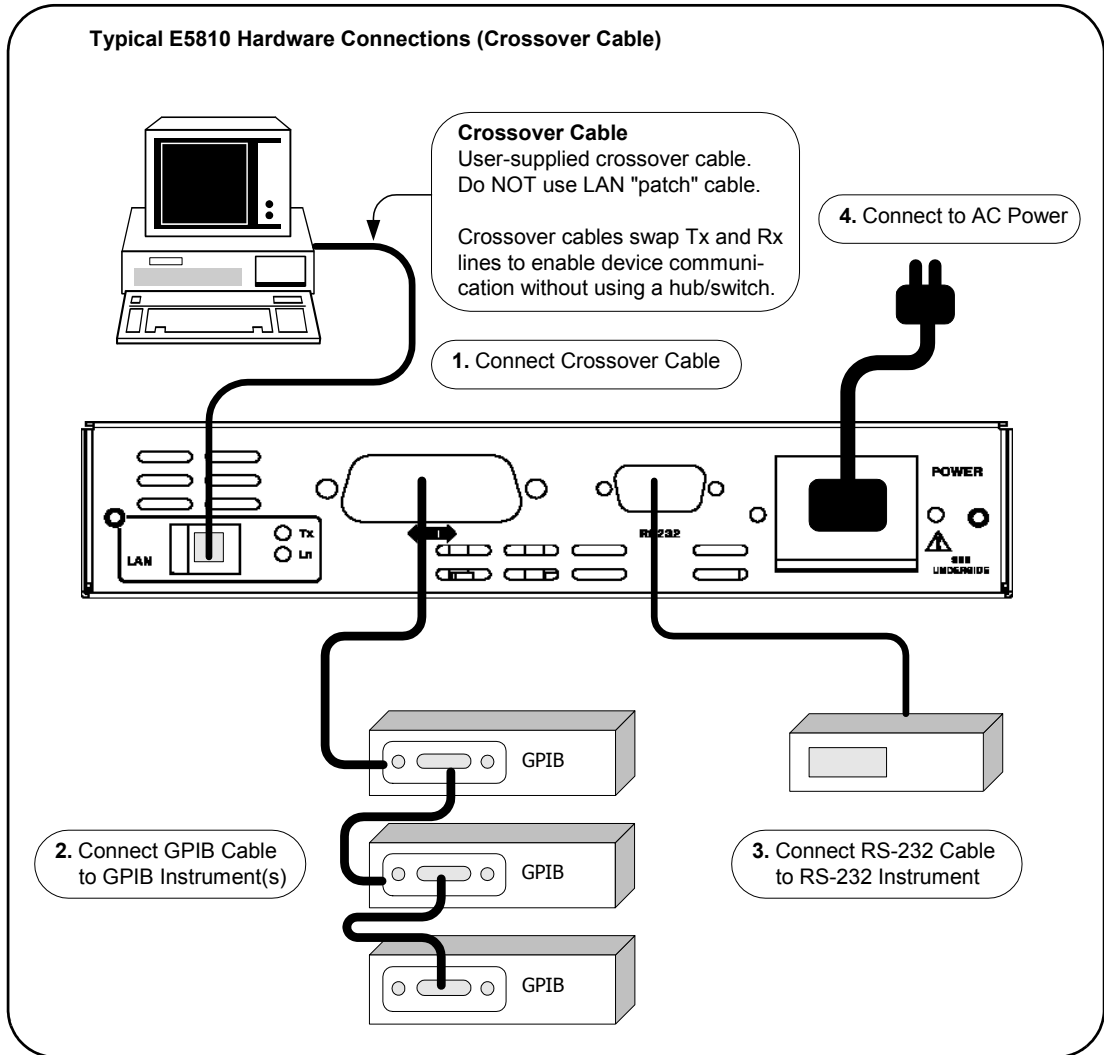 Typical E5810 Hardware Connections (Crossover Cable)
Crossover Cable
User-supplied crossover cable.
Do NOT use LAN "patch" cable.
Crossover cables swap Tx and Rx
lines to enable device communi-
cation without using a hub/switch.
4. Connect to AC Power
1. Connect Crossover Cable
POWER
LAN
Tx
Ln
RS232
SEE
UNDERSIDE
GPIB
2. Connect GPIB Cable
to GPIB Instrument(s)
GPIB
3. Connect RS-232 Cable
to RS-232 Instrument
GPIB